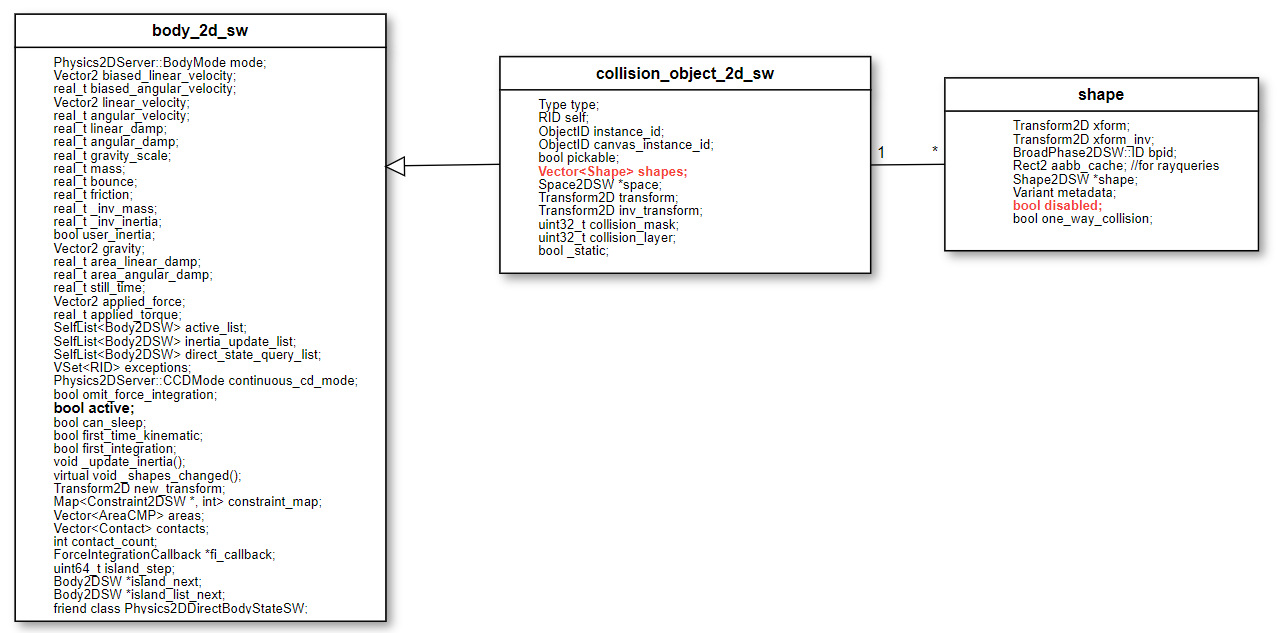 body_2d_sw
Physics2DServer::BodyMode mode;
Vector2 biased_linear_velocity;
real_t biased_angular_velocity;
Vector2 linear_velocity;
real_t angular_velocity;
real_t linear_damp;
real_t angular_damp;
real_t gravity_scale;
real_t mass;
real_t bounce;
real_t friction;
real_t _inv_mass;
real_t _inv_inertia;
bool user_inertia;
Vector2 gravity;
real_t area_linear_damp;
real_t area_angular_damp;
real_t still_time;
Vector2 applied_force;
real_t applied_torque;
SelfList<Body2DSW> active_list;
SelfList<Body2DSW> inertia_update_list;
SelfList<Body2DSW> direct_state_query_list;
VSet<RID> exceptions;
Physics2DServer::CCDMode continuous_cd_mode;
bool omit_force_integration;
bool active;
bool can_sleep;
bool first_time_kinematic;
bool first_integration;
void _update_inertia();
virtual void _shapes_changed();
Transform2D new_transform;
Map<Constraint2DSW *, int> constraint_map;
Vector<AreaCMP> areas;
Vector<Contact> contacts;
int contact_count;
ForceIntegrationCallback *fi_callback;
uint64_t island_step;
Body2DSW *island_next;
Body2DSW *island_list_next;
friend class Physics2DDirectBodyStateSW;
collision_object_2d_sw
Type type;
RID self;
ObjectID instance_id;
ObjectID canvas_instance_id;
bool pickable;
Vector<Shape> shapes;
Space2DSW *space;
Transform2D transform;
Transform2D inv_transform;
uint32_t collision_mask;
uint32_t collision_layer;
bool _static;
1
*
shape
Transform2D xform;
Transform2D xform_inv;
BroadPhase2DSW::ID bpid;
Rect2 aabb_cache; //for rayqueries
Shape2DSW *shape;
Variant metadata;
bool disabled;
bool one_way_collision;